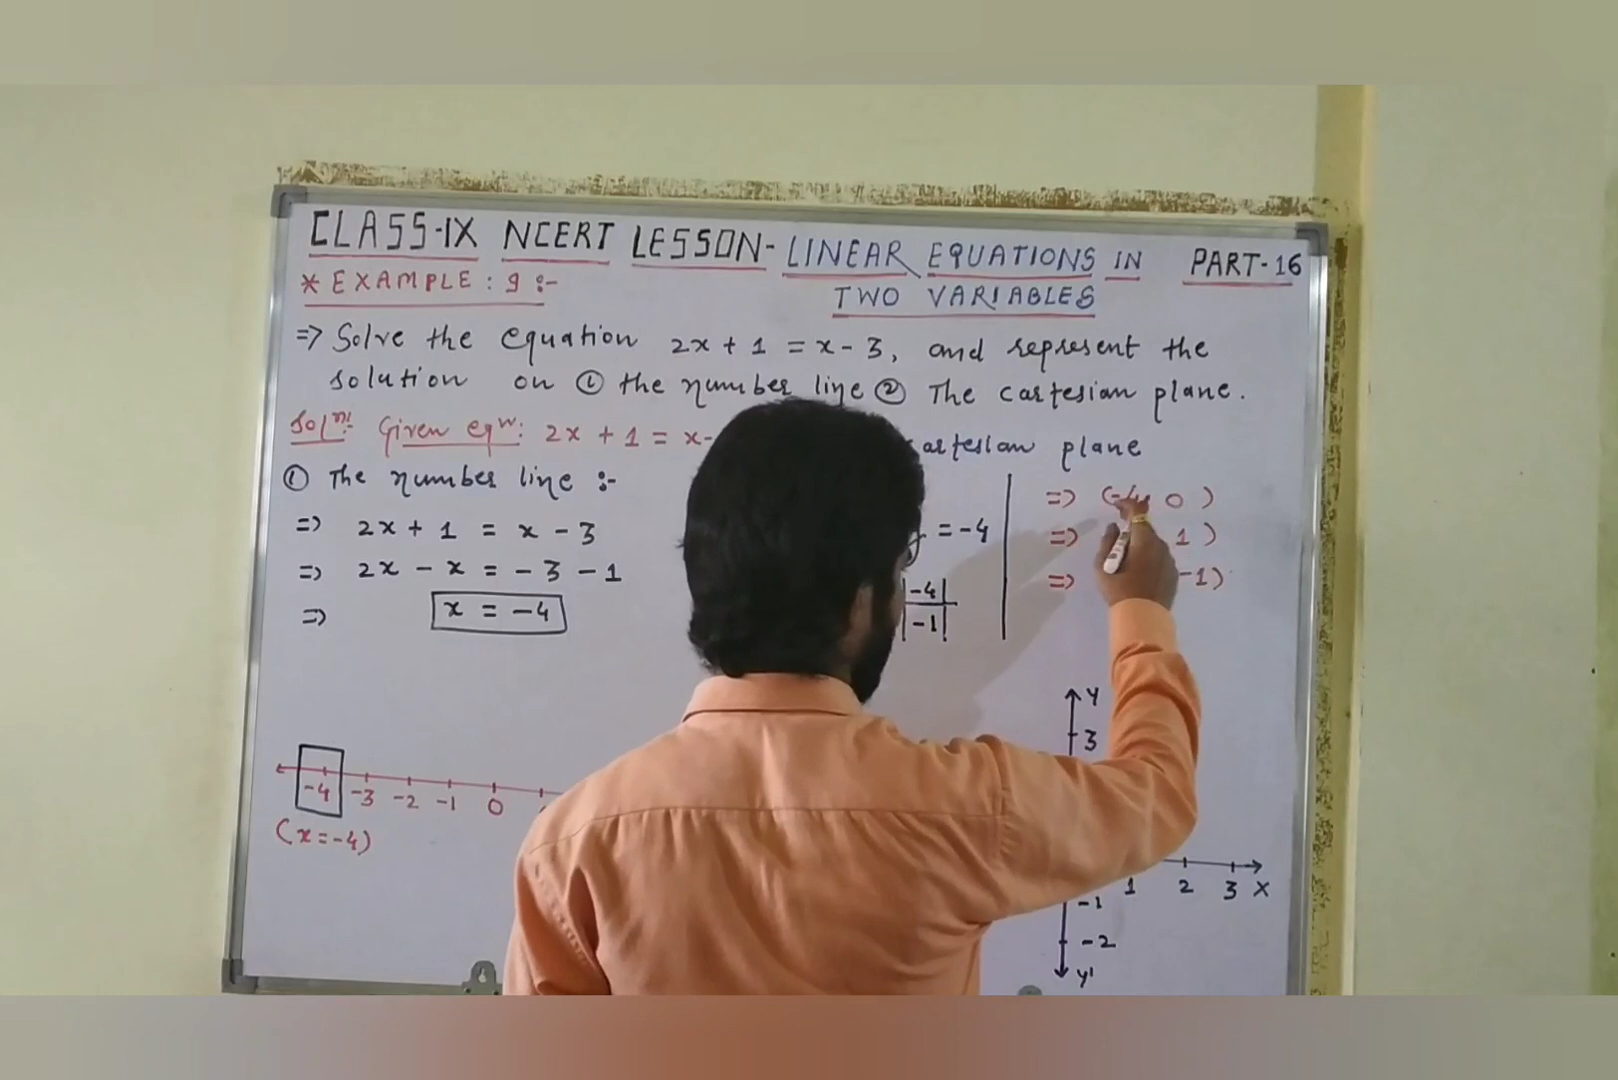 CLASS-IX NCERT LESSON- LINEAR EQUATIONS IN TWO VARIABLES PART-16
* EXAMPLE : 9 :-
=> Solve the equation 2x + 1 = x - 3, and represent the
solution on ① the number line ② The cartesian plane.
Solⁿ:- Given eqⁿ: 2x + 1 = x-
① The number line :-
=> 2x + 1 = x - 3
=> 2x - x = - 3 - 1
=> x = -4
-4 -3 -2 -1 0
(x = -4)
artesian plane
= -4
-4
-1
=> (-4, 0 )
=> 1 )
=> -1)
Y
3
1 2 3 X
-1
-2
Y'